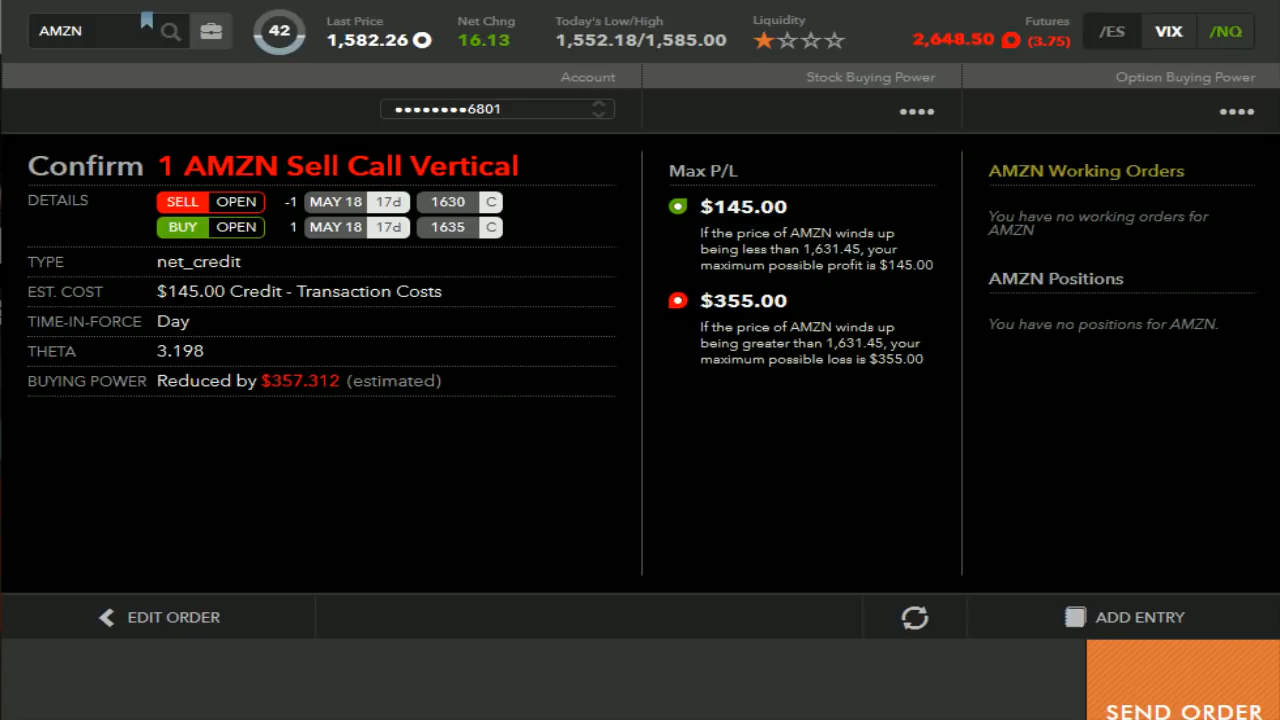 AMZN
42
Last Price
1,582.26
Net Chng
16.13
Today's Low/High
1,552.18/1,585.00
Liquidity
Futures
2,648.50 (3.75)
/ES VIX /NQ
Account Stock Buying Power Option Buying Power
••••••••6801 •••• ••••
Confirm 1 AMZN Sell Call Vertical
DETAILS SELL OPEN -1 MAY 18 17d 1630 C
BUY OPEN 1 MAY 18 17d 1635 C
TYPE net_credit
EST. COST $145.00 Credit - Transaction Costs
TIME-IN-FORCE Day
THETA 3.198
BUYING POWER Reduced by $357.312 (estimated)
Max P/L
$145.00
If the price of AMZN winds up
being less than 1,631.45, your
maximum possible profit is $145.00
$355.00
If the price of AMZN winds up
being greater than 1,631.45, your
maximum possible loss is $355.00
AMZN Working Orders
You have no working orders for
AMZN
AMZN Positions
You have no positions for AMZN.
EDIT ORDER
ADD ENTRY
SEND ORDER